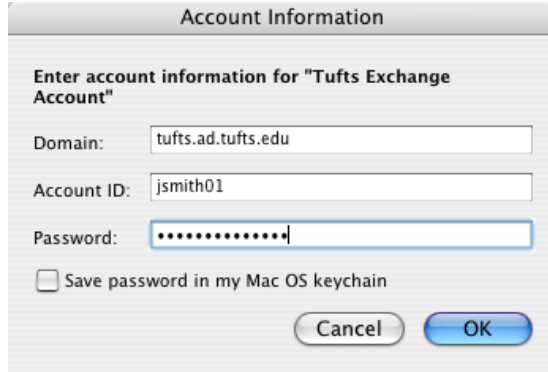 Account Information
Enter account information for "Tufts Exchange
Account"
Domain: tufts.ad.tufts.edu
Account ID: jsmith01
Password: ••••••••••••••
Save password in my Mac OS keychain
Cancel OK